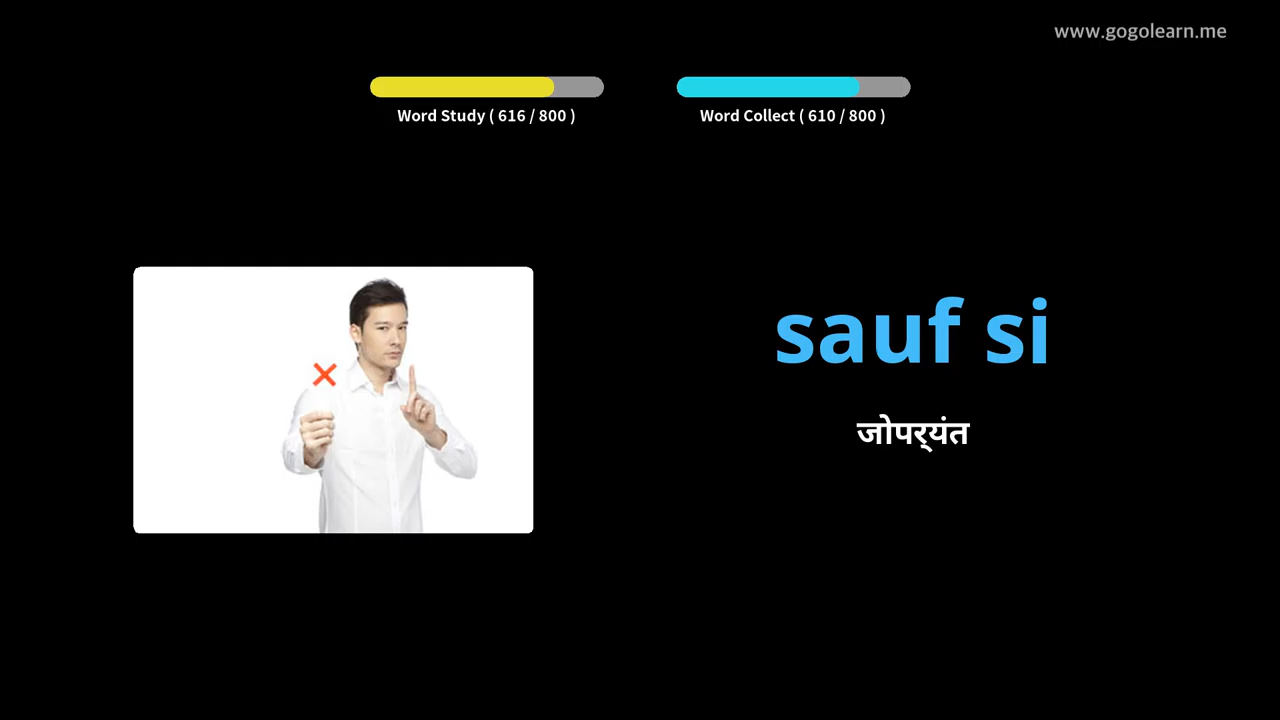 www.gogolearn.me
Word Study ( 616 / 800 )
Word Collect ( 610 / 800 )
sauf si
जोपर्यंत